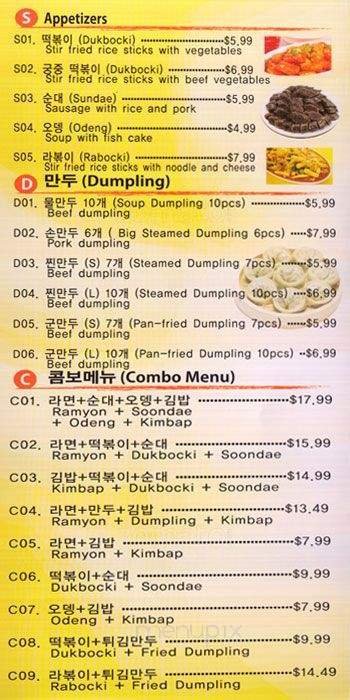 S Appetizers
S01. 떡볶이 (Dukbocki) $5.99
Stir fried rice sticks with vegetables
S02. 궁중 떡볶이 (Dukbocki) $6.99
Stir fried rice sticks with beef vegetables
S03. 순대 (Sundae) $5.99
Sausage with rice and pork
S04. 오뎅 (Odeng) $4.99
Soup with fish cake
S05. 라볶이 (Rabocki) $7.99
Stir fried rice sticks with noodle and cheese
D 만두 (Dumpling)
D01. 물만두 10개 (Soup Dumpling 10pcs) $5.99
Beef dumpling
D02. 손만두 6개 ( Big Steamed Dumpling 6pcs) $7.99
Pork dumpling
D03. 찐만두 (S) 7개 (Steamed Dumpling 7pcs) $5.99
Beef dumpling
D04. 찐만두 (L) 10개 (Steamed Dumpling 10pcs) $6.99
Beef dumpling
D05. 군만두 (S) 7개 (Pan-fried Dumpling 7pcs) $5.99
Beef dumpling
D06. 군만두 (L) 10개 (Pan-fried Dumpling 10pcs) $6.99
Beef dumpling
C 콤보메뉴 (Combo Menu)
C01. 라면+순대+오뎅+김밥 $17.99
Ramyon + Soondae
+ Odeng + Kimbap
C02. 라면+떡볶이+순대 $15.99
Ramyon + Dukbocki + Soondae
C03. 김밥+떡볶이+순대 $14.99
Kimbap + Dukbocki + Soondae
C04. 라면+만두+김밥 $13.49
Ramyon + Dumpling + Kimbap
C05. 라면+김밥 $7.99
Ramyon + Kimbap
C06. 떡볶이+순대 $9.99
Dukbocki + Soondae
C07. 오뎅+김밥 $7.99
Odeng + Kimbap
menupix
C08. 떡볶이+튀김만두 $9.99
Dukbocki + Fried Dumpling
C09. 라볶이+튀김만두 $14.49
Rabocki + Fried Dumpling